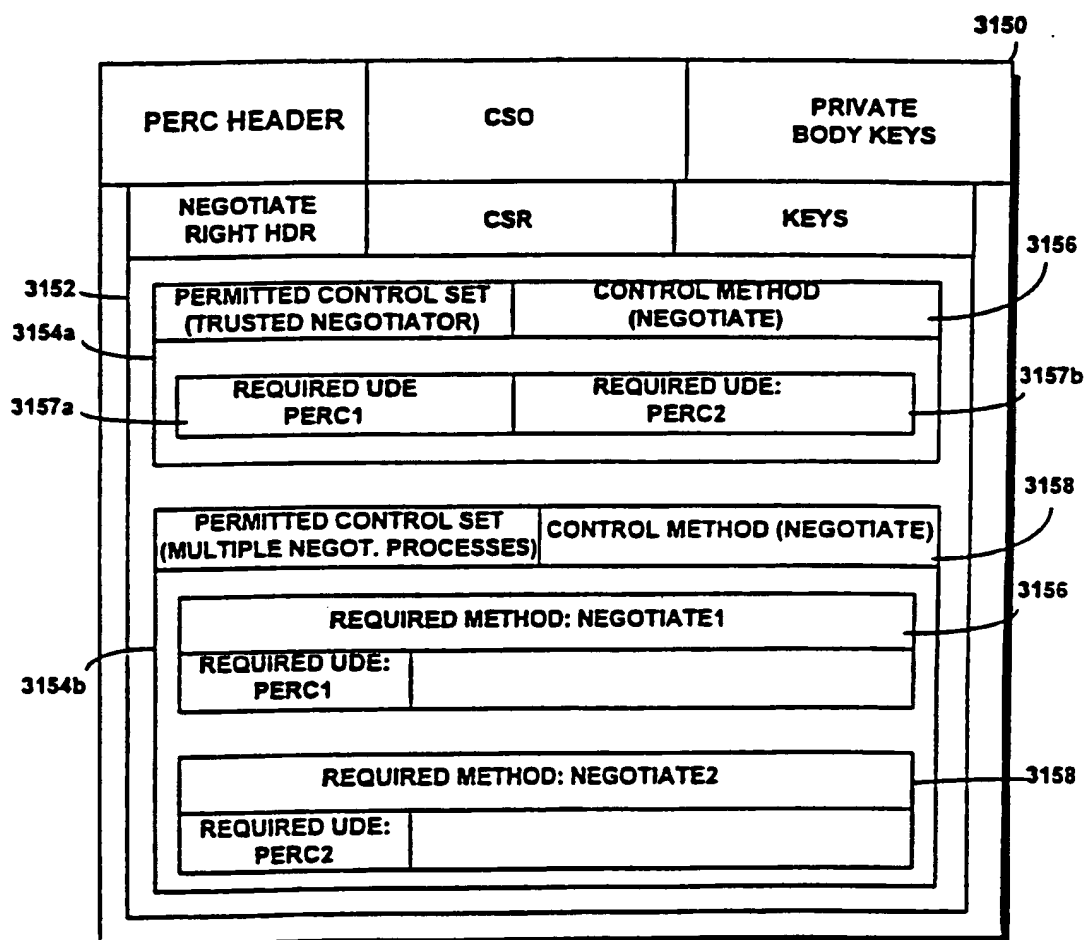 3150
PERC HEADER
CSO
PRIVATE
BODY KEYS
NEGOTIATE
RIGHT HDR
CSR
KEYS
3156
3152
PERMITTED CONTROL SET
(TRUSTED NEGOTIATOR)
CONTROL METHOD
(NEGOTIATE)
3154a
3157a
REQUIRED UDE
PERC1
REQUIRED UDE:
PERC2
3157b
3158
PERMITTED CONTROL SET
(MULTIPLE NEGOT. PROCESSES)
CONTROL METHOD (NEGOTIATE)
3156
REQUIRED METHOD: NEGOTIATE1
REQUIRED UDE:
PERC1
3154b
REQUIRED METHOD: NEGOTIATE2
3158
REQUIRED UDE:
PERC2